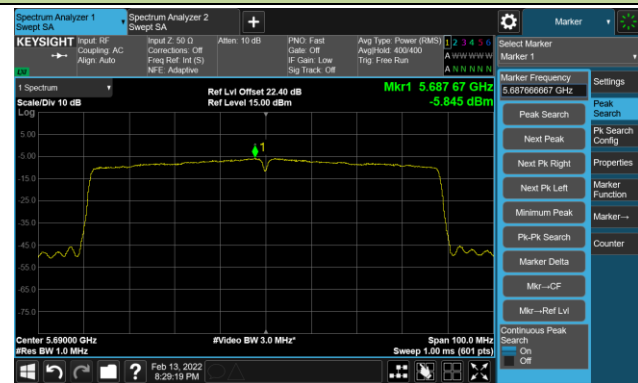 Spectrum Analyzer 1
Swept SA
Spectrum Analyzer 2
Swept SA
+
Marker
KEYSIGHT
Input: RF
Coupling: AC
Align: Auto
Input Z: 50 Ω
Corrections: Off
Freq Ref: Int (S)
NFE: Adaptive
Atten: 10 dB
PNO: Fast
Gate: Off
IF Gain: Low
Sig Track: Off
Avg Type: Power (RMS)
Avg|Hold: 400/400
Trig: Free Run
1 2 3 4 5 6
A W W W W W
A N N N N N
LXI
Select Marker
Marker 1
1 Spectrum
Scale/Div 10 dB
Log
Ref Lvl Offset 22.40 dB
Ref Level 15.00 dBm
Mkr1 5.687 67 GHz
-5.845 dBm
5.00
-5.00
-15.0
-25.0
-35.0
-45.0
-55.0
-65.0
-75.0
1
Center 5.69000 GHz
#Res BW 1.0 MHz
#Video BW 3.0 MHz*
Span 100.0 MHz
Sweep 1.00 ms (601 pts)
Marker Frequency
5.687666667 GHz
Peak Search
Next Peak
Next Pk Right
Next Pk Left
Minimum Peak
Pk-Pk Search
Marker Delta
Mkr→CF
Mkr→Ref Lvl
Continuous Peak
Search
On
Off
Settings
Peak
Search
Pk Search
Config
Properties
Marker
Function
Marker→
Counter
?
Feb 13, 2022
8:29:19 PM